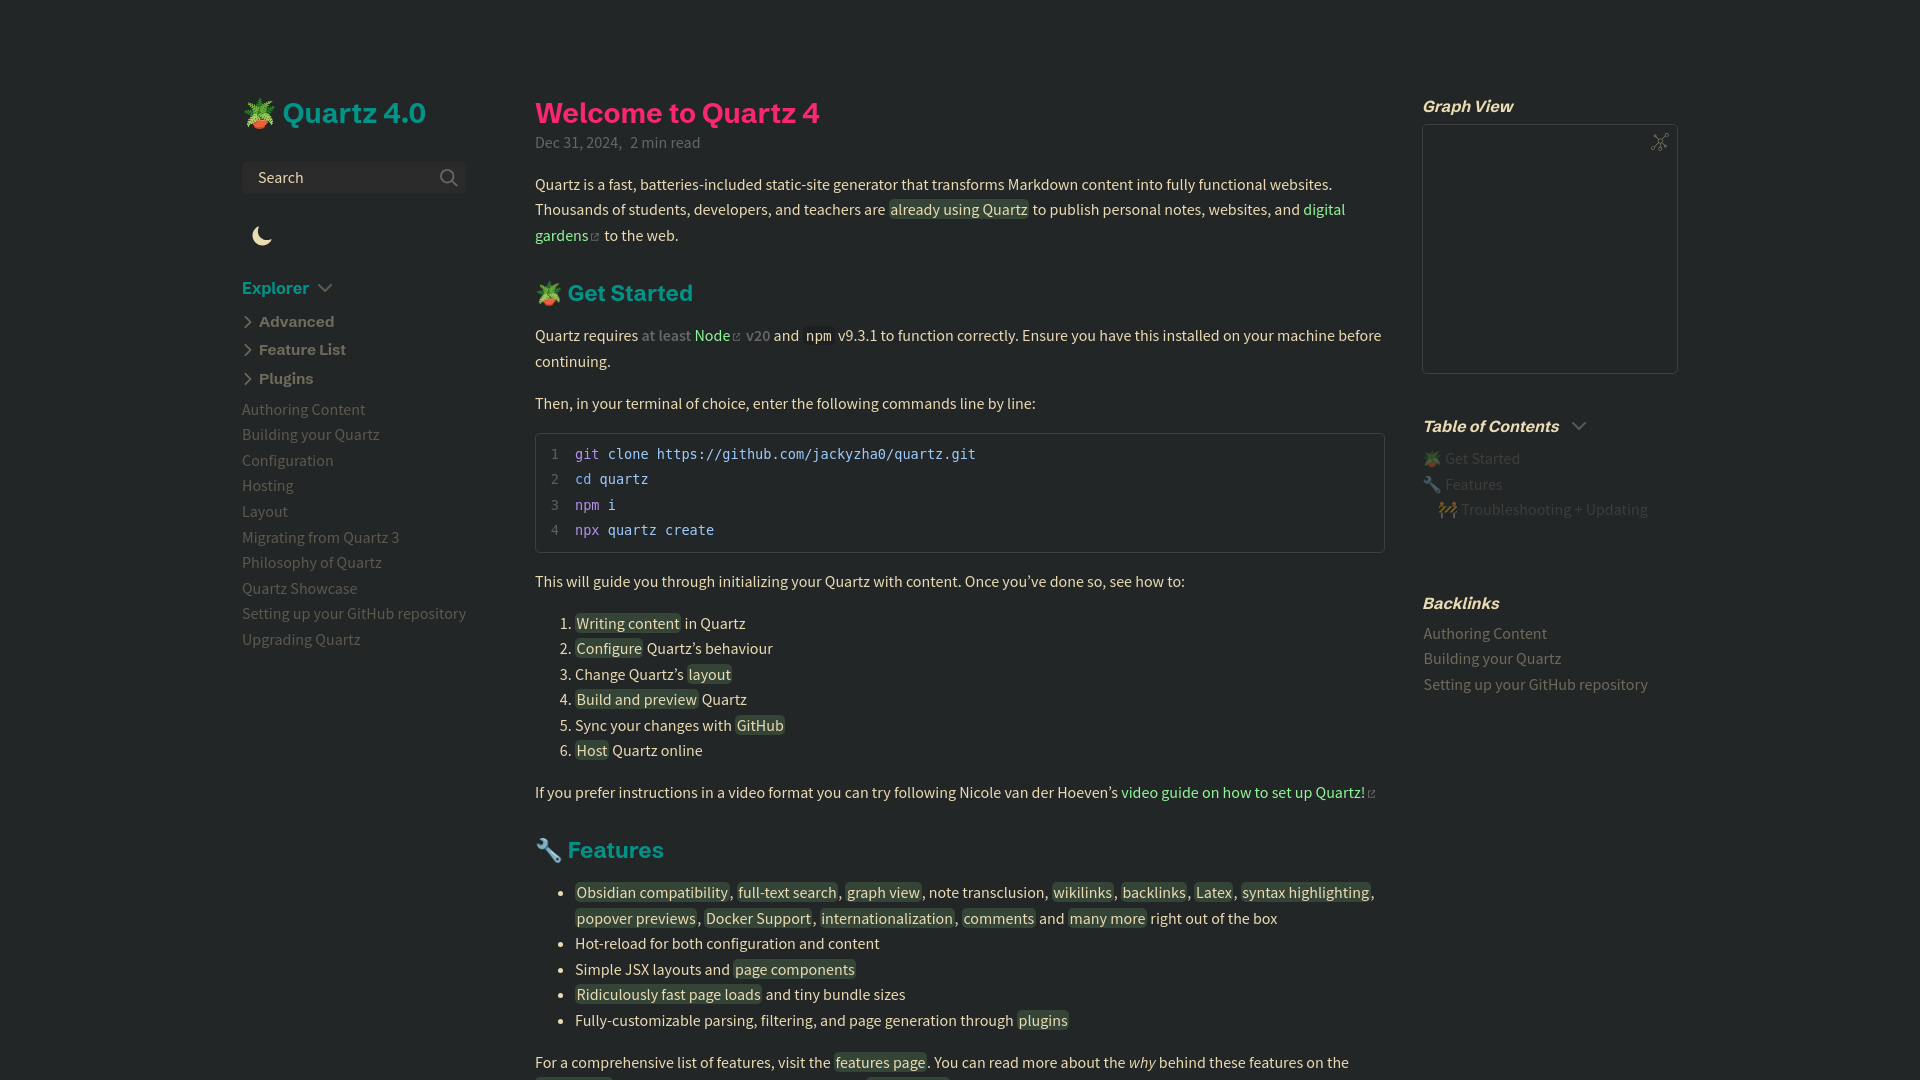 🪴 Quartz 4.0
Search
Explorer
Advanced
Feature List
Plugins
Authoring Content
Building your Quartz
Configuration
Hosting
Layout
Migrating from Quartz 3
Philosophy of Quartz
Quartz Showcase
Setting up your GitHub repository
Upgrading Quartz
Welcome to Quartz 4
Dec 31, 2024, 2 min read
Quartz is a fast, batteries-included static-site generator that transforms Markdown content into fully functional websites.
Thousands of students, developers, and teachers are already using Quartz to publish personal notes, websites, and digital
gardens to the web.
🪴 Get Started
Quartz requires at least Node v20 and npm v9.3.1 to function correctly. Ensure you have this installed on your machine before
continuing.
Then, in your terminal of choice, enter the following commands line by line:
1 git clone https://github.com/jackyzha0/quartz.git
2 cd quartz
3 npm i
4 npx quartz create
This will guide you through initializing your Quartz with content. Once you’ve done so, see how to:
1. Writing content in Quartz
2. Configure Quartz’s behaviour
3. Change Quartz’s layout
4. Build and preview Quartz
5. Sync your changes with GitHub
6. Host Quartz online
If you prefer instructions in a video format you can try following Nicole van der Hoeven’s video guide on how to set up Quartz!
🔧 Features
• Obsidian compatibility, full-text search, graph view, note transclusion, wikilinks, backlinks, Latex, syntax highlighting,
popover previews, Docker Support, internationalization, comments and many more right out of the box
• Hot-reload for both configuration and content
• Simple JSX layouts and page components
• Ridiculously fast page loads and tiny bundle sizes
• Fully-customizable parsing, filtering, and page generation through plugins
For a comprehensive list of features, visit the features page. You can read more about the why behind these features on the
Graph View
Table of Contents
🪴 Get Started
🔧 Features
🚧 Troubleshooting + Updating
Backlinks
Authoring Content
Building your Quartz
Setting up your GitHub repository